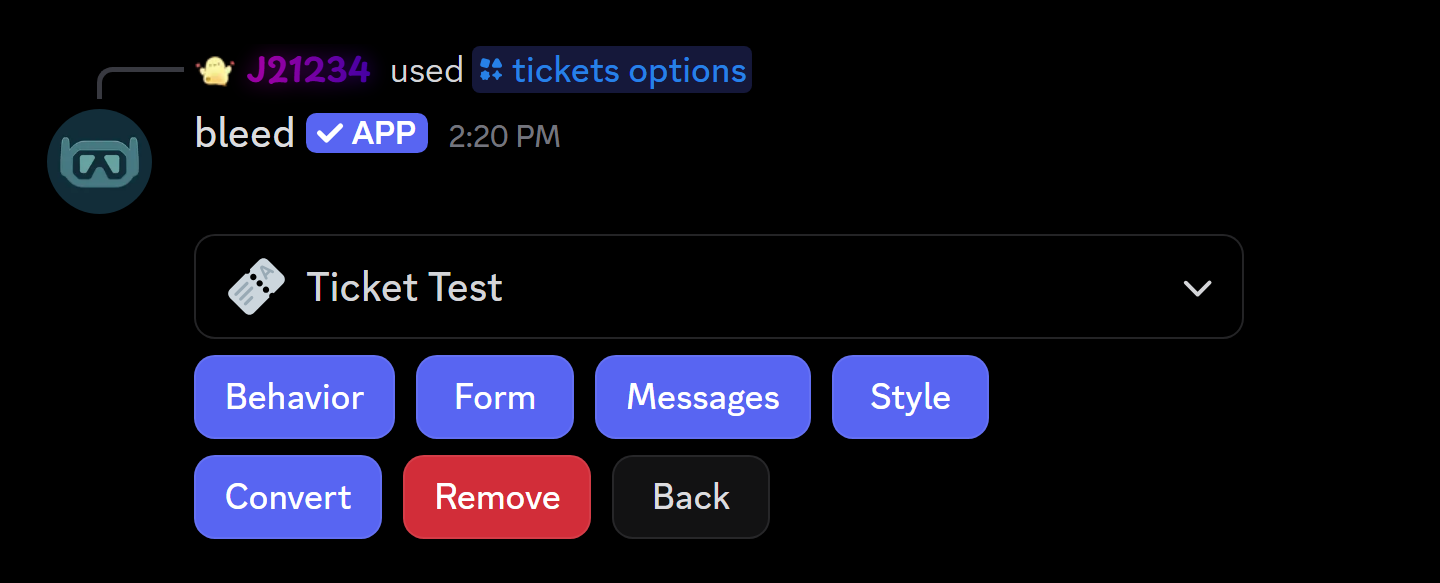 J21234 used tickets options
bleed APP 2:20 PM
Ticket Test
Behavior Form Messages Style
Convert Remove Back